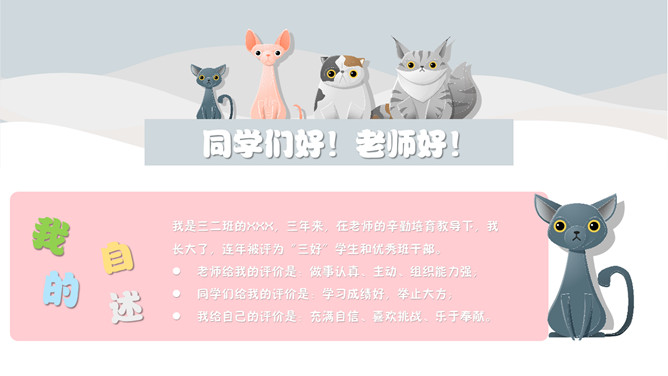 同学们好！老师好！
我的自述
我是三二班的XXX，三年来，在老师的辛勤培育教导下，我
长大了，连年被评为“三好”学生和优秀班干部。
● 老师给我的评价是：做事认真、主动、组织能力强。
● 同学们给我的评价是：学习成绩好，举止大方。
● 我给自己的评价是：充满自信、喜欢挑战、乐于奉献。